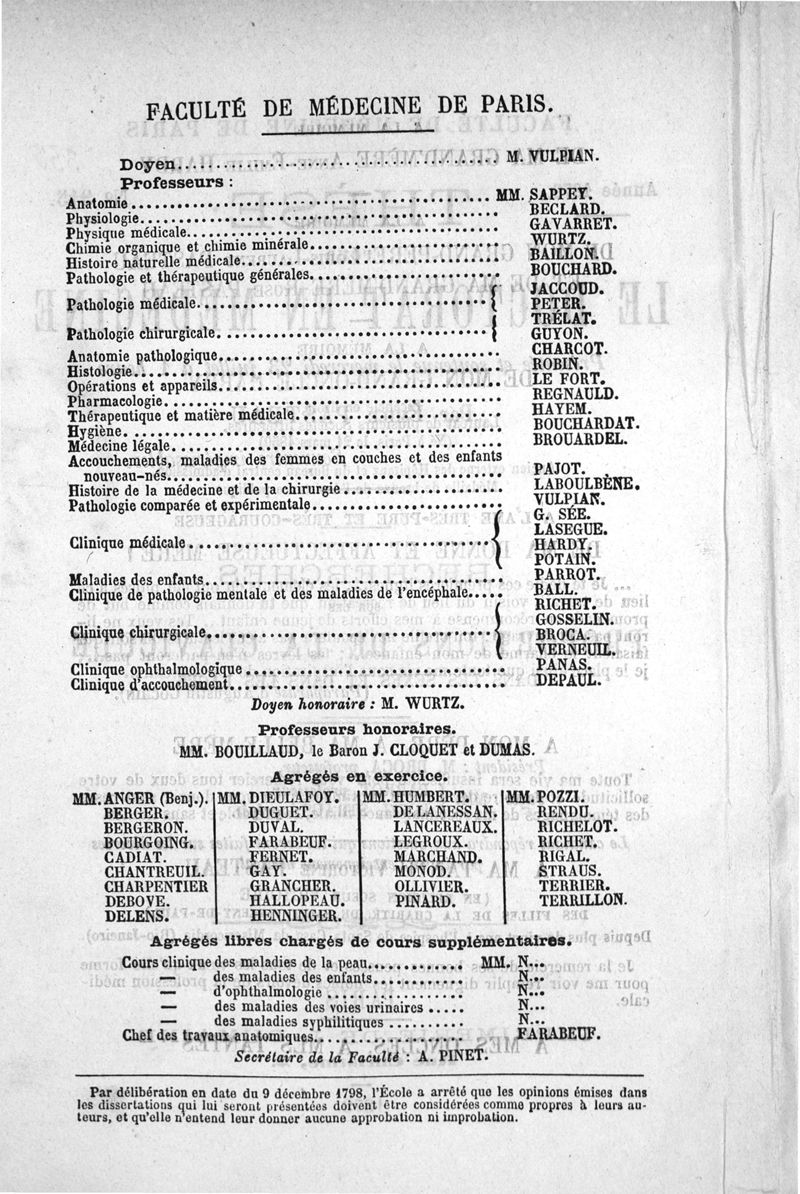 FACULTÉ DE MÉDECINE DE PARIS.
Doyen........ M. VULPIAN.
Professeurs :
Anatomie........ MM. SAPPEY.
Physiologie........ BECLARD.
Physique médicale........ GAVARRET.
Chimie organique et chimie minérale........ WURTZ.
Histoire naturelle médicale........ BAILLON.
Pathologie et thérapeutique générales........ BOUCHARD.
Pathologie médicale........ { JACCOUD.
PETER.
Pathologie chirurgicale........ { TRÉLAT.
GUYON.
Anatomie pathologique........ CHARCOT.
Histologie........ ROBIN.
Opérations et appareils........ LE FORT.
Pharmacologie........ REGNAULD.
Thérapeutique et matière médicale........ HAYEM.
Hygiène........ BOUCHARDAT.
Médecine légale........ BROUARDEL.
Accouchements, maladies des femmes en couches et des enfants
nouveau-nés........ PAJOT.
Histoire de la médecine et de la chirurgie........ LABOULBÈNE.
Pathologie comparée et expérimentale........ VULPIAN.
Clinique médicale........ { G. SÉE.
LASEGUE.
HARDY.
POTAIN.
Maladies des enfants........ PARROT.
Clinique de pathologie mentale et des maladies de l'encéphale..... BALL.
Clinique chirurgicale........ { RICHET.
GOSSELIN.
BROCA.
VERNEUIL.
Clinique ophthalmologique........ PANAS.
Clinique d'accouchement........ DEPAUL.
Doyen honoraire : M. WURTZ.
Professeurs honoraires.
MM. BOUILLAUD, le Baron J. CLOQUET et DUMAS.
Agrégés en exercice.
MM. ANGER (Benj.). MM. DIEULAFOY. MM. HUMBERT. MM. POZZI.
BERGER. DUGUET. DE LANESSAN. RENDU.
BERGERON. DUVAL. LANCEREAUX. RICHELOT.
BOURGOING. FARABEUF. LEGROUX. RICHET.
CADIAT. FERNET. MARCHAND. RIGAL.
CHANTREUIL. GAY. MONOD. STRAUS.
CHARPENTIER GRANCHER. OLLIVIER. TERRIER.
DEBOVE. HALLOPEAU. PINARD. TERRILLON.
DELENS. HENNINGER.
Agrégés libres chargés de cours supplémentaires.
Cours clinique des maladies de la peau............ MM. N...
— des maladies des enfants............ N...
— d'ophthalmologie ................ N...
— des maladies des voies urinaires ..... N...
— des maladies syphilitiques .......... N...
Chef des travaux anatomiques.................... FARABEUF.
Secrétaire de la Faculté : A. PINET.
Par délibération en date du 9 décembre 1798, l'École a arrêté que les opinions émises dans
les dissertations qui lui seront présentées doivent être considérées comme propres à leurs au-
teurs, et qu'elle n'entend leur donner aucune approbation ni improbation.